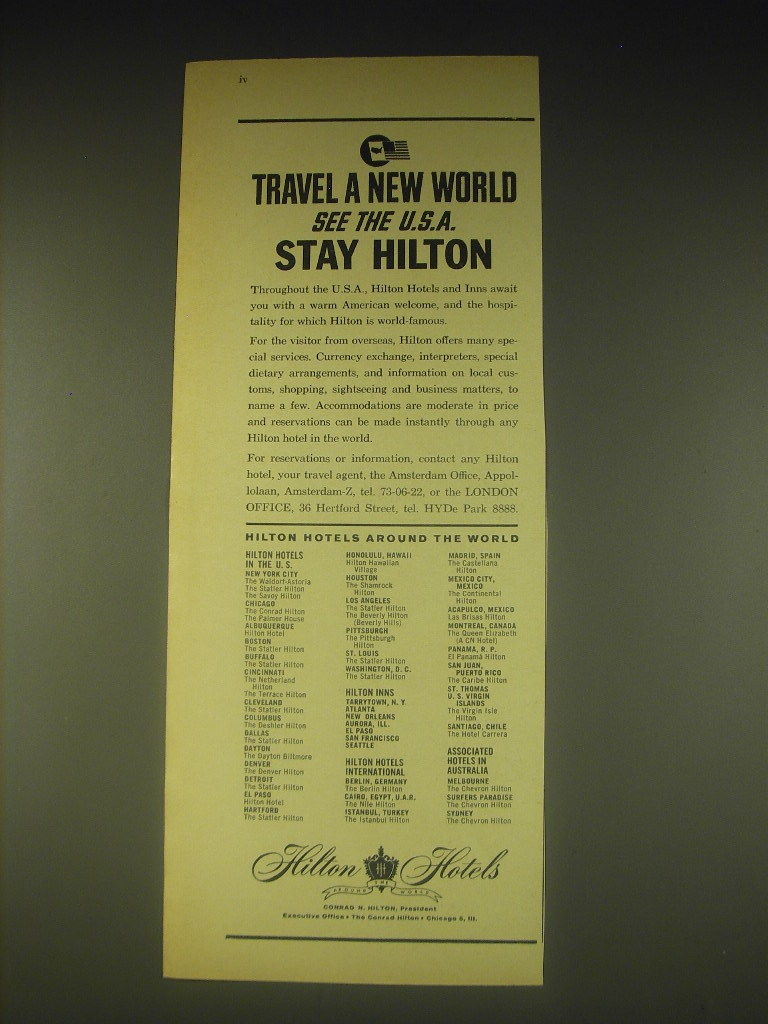 iv
TRAVEL A NEW WORLD
SEE THE U.S.A.
STAY HILTON
Throughout the U.S.A., Hilton Hotels and Inns await
you with a warm American welcome, and the hospi-
tality for which Hilton is world-famous.
For the visitor from overseas, Hilton offers many spe-
cial services. Currency exchange, interpreters, special
dietary arrangements, and information on local cus-
toms, shopping, sightseeing and business matters, to
name a few. Accommodations are moderate in price
and reservations can be made instantly through any
Hilton hotel in the world.
For reservations or information, contact any Hilton
hotel, your travel agent, the Amsterdam Office, Appol-
lolaan, Amsterdam-Z, tel. 73-06-22, or the LONDON
OFFICE, 36 Hertford Street, tel. HYDe Park 8888.
HILTON HOTELS AROUND THE WORLD
HILTON HOTELS
IN THE U. S.
NEW YORK CITY
The Waldorf-Astoria
The Statler Hilton
The Savoy Hilton
CHICAGO
The Conrad Hilton
The Palmer House
ALBUQUERQUE
Hilton Hotel
BOSTON
The Statler Hilton
BUFFALO
The Statler Hilton
CINCINNATI
The Netherland
Hilton
The Terrace Hilton
CLEVELAND
The Statler Hilton
COLUMBUS
The Deshler Hilton
DALLAS
The Statler Hilton
DAYTON
The Dayton Biltmore
DENVER
The Denver Hilton
DETROIT
The Statler Hilton
EL PASO
Hilton Hotel
HARTFORD
The Statler Hilton
HONOLULU, HAWAII
Hilton Hawaiian
Village
HOUSTON
The Shamrock
Hilton
LOS ANGELES
The Statler Hilton
The Beverly Hilton
(Beverly Hills)
PITTSBURGH
The Pittsburgh
Hilton
ST. LOUIS
The Statler Hilton
WASHINGTON, D. C.
The Statler Hilton
HILTON INNS
TARRYTOWN, N. Y.
ATLANTA
NEW ORLEANS
AURORA, ILL.
EL PASO
SAN FRANCISCO
SEATTLE
HILTON HOTELS
INTERNATIONAL
BERLIN, GERMANY
The Berlin Hilton
CAIRO, EGYPT, U.A.R.
The Nile Hilton
ISTANBUL, TURKEY
The Istanbul Hilton
MADRID, SPAIN
The Castellana
Hilton
MEXICO CITY,
MEXICO
The Continental
Hilton
ACAPULCO, MEXICO
Las Brisas Hilton
MONTREAL, CANADA
The Queen Elizabeth
(A CN Hotel)
PANAMA, R. P.
El Panamá Hilton
SAN JUAN,
PUERTO RICO
The Caribe Hilton
ST. THOMAS
U. S. VIRGIN
ISLANDS
The Virgin Isle
Hilton
SANTIAGO, CHILE
The Hotel Carrera
ASSOCIATED
HOTELS IN
AUSTRALIA
MELBOURNE
The Chevron Hilton
SURFERS PARADISE
The Chevron Hilton
SYDNEY
The Chevron Hilton
Hilton Hotels
AROUND THE WORLD
CONRAD N. HILTON, President
Executive Office • The Conrad Hilton • Chicago 5, Ill.